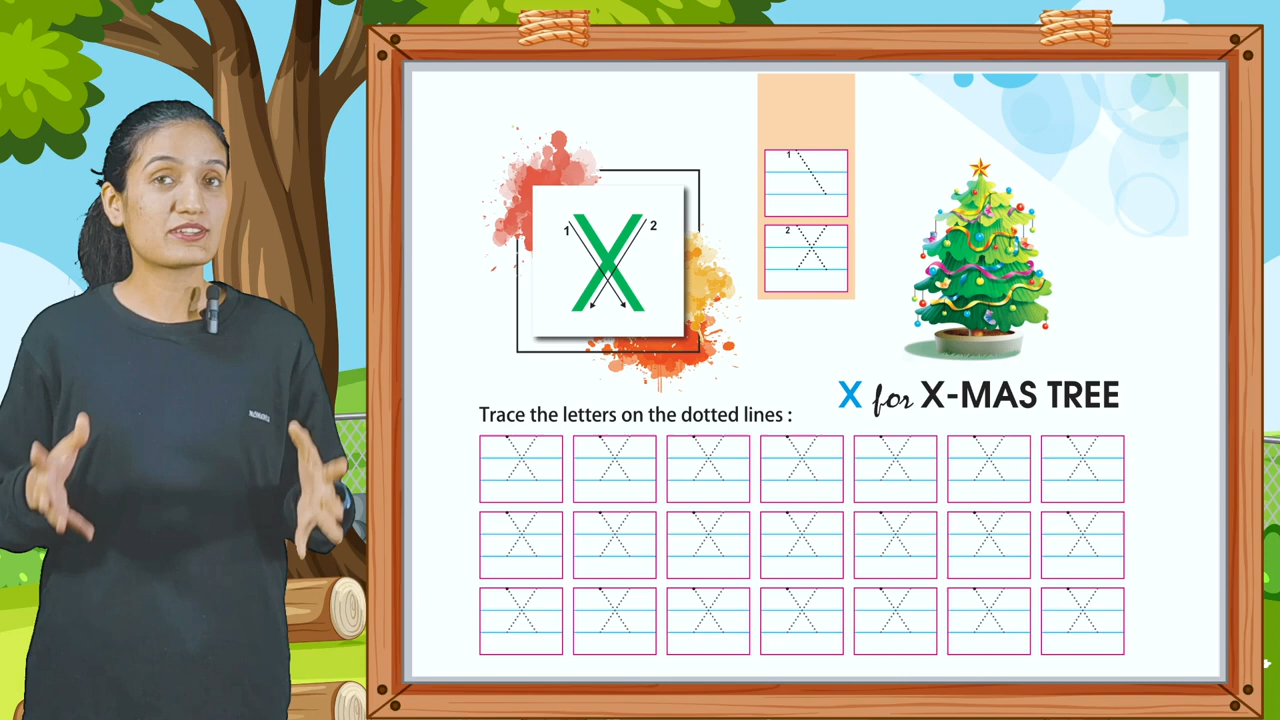 1 2
X
1
2
X for X-MAS TREE
Trace the letters on the dotted lines :
X X X X X X X
X X X X X X X
X X X X X X X